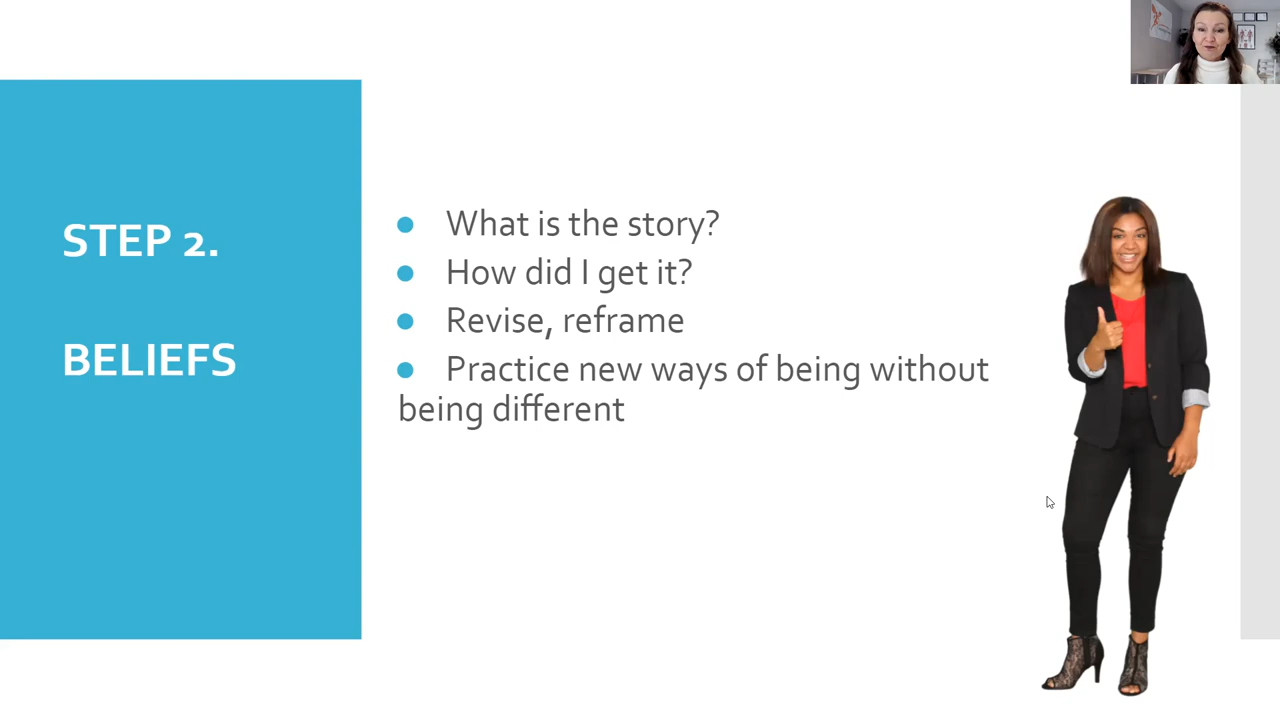 STEP 2.
BELIEFS
● What is the story?
● How did I get it?
● Revise, reframe
● Practice new ways of being without
being different